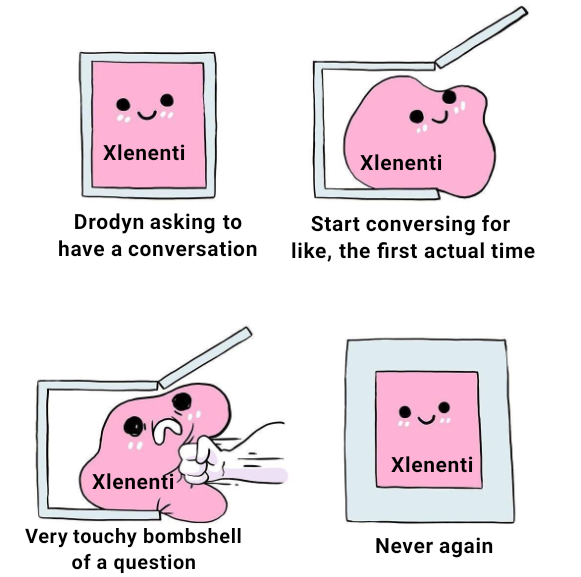 Xlenenti
Drodyn asking to
have a conversation
Xlenenti
Start conversing for
like, the first actual time
Xlenenti
Very touchy bombshell
of a question
Xlenenti
Never again